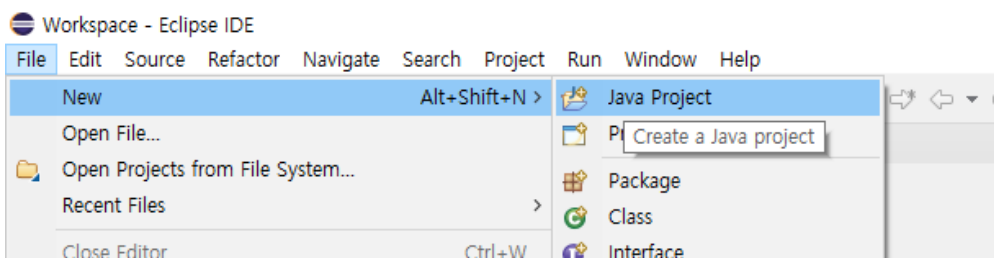 Workspace - Eclipse IDE
File Edit Source Refactor Navigate Search Project Run Window Help
New Alt+Shift+N >
Open File...
Open Projects from File System...
Recent Files >
Close Editor Ctrl+W
Java Project
Create a Java project
Package
Class
Interface